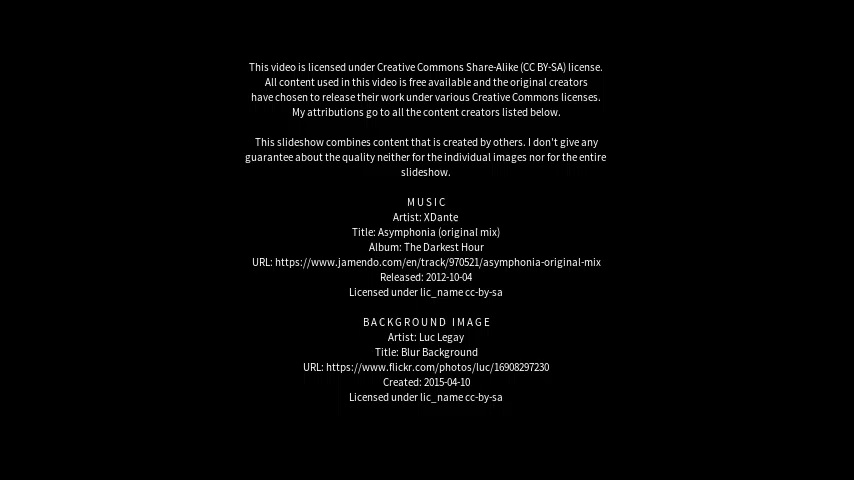 This video is licensed under Creative Commons Share-Alike (CC BY-SA) license.
All content used in this video is free available and the original creators
have chosen to release their work under various Creative Commons licenses.
My attributions go to all the content creators listed below.
This slideshow combines content that is created by others. I don't give any
guarantee about the quality neither for the individual images nor for the entire
slideshow.
MUSIC
Artist: XDante
Title: Asymphonia (original mix)
Album: The Darkest Hour
URL: https://www.jamendo.com/en/track/970521/asymphonia-original-mix
Released: 2012-10-04
Licensed under lic_name cc-by-sa
BACKGROUND IMAGE
Artist: Luc Legay
Title: Blur Background
URL: https://www.flickr.com/photos/luc/16908297230
Created: 2015-04-10
Licensed under lic_name cc-by-sa